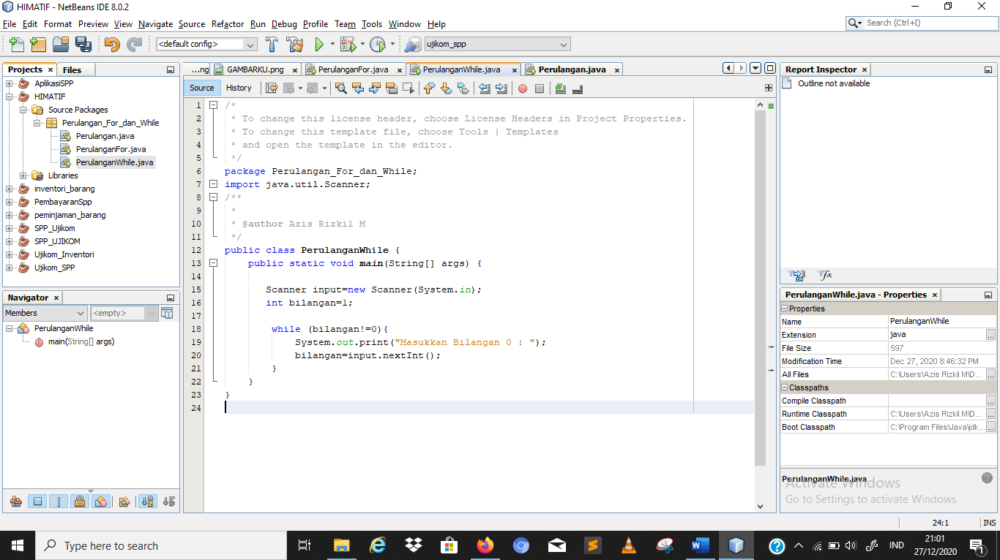 HIMATIF - NetBeans IDE 8.0.2
File Edit Format Preview View Navigate Source Refactor Run Debug Profile Team Tools Window Help
Search (Ctrl+I)
<default config>
ujikom_spp
Projects
Files
AplikasiSPP
HIMATIF
Source Packages
Perulangan_For_dan_While
Perulangan.java
PerulanganFor.java
PerulanganWhile.java
Libraries
inventori_barang
PembayaranSpp
peminjaman_barang
SPP_Ujikom
SPP_UJIKOM
Ujikom_Inventori
Ujikom_SPP
Navigator
Members
<empty>
PerulanganWhile
main(String[] args)
...ng
GAMBARKU.png
PerulanganFor.java
PerulanganWhile.java
Perulangan.java
Source
History
1 /*
2 * To change this license header, choose License Headers in Project Properties.
3 * To change this template file, choose Tools | Templates
4 * and open the template in the editor.
5 */
6 package Perulangan_For_dan_While;
7 import java.util.Scanner;
8 /**
9 *
10 * @author Azis Rizkil M
11 */
12 public class PerulanganWhile {
13 public static void main(String[] args) {
14
15 Scanner input=new Scanner(System.in);
16 int bilangan=1;
17
18 while (bilangan!=0){
19 System.out.print("Masukkan Bilangan 0 : ");
20 bilangan=input.nextInt();
21 }
22 }
23 }
24
Report Inspector
Outline not available
PerulanganWhile.java - Properties
Properties
Name PerulanganWhile
Extension java
File Size 597
Modification Time Dec 27, 2020 8:46:32 PM
All Files C:\Users\Azis Rizkil M\D...
Classpaths
Compile Classpath
Runtime Classpath C:\Users\Azis Rizkil M\D...
Boot Classpath C:\Program Files\Java\jdk...
PerulanganWhile.java
Activate Windows
Go to Settings to activate Windows.
24:1
INS
Type here to search
IND
21:01
27/12/2020
1